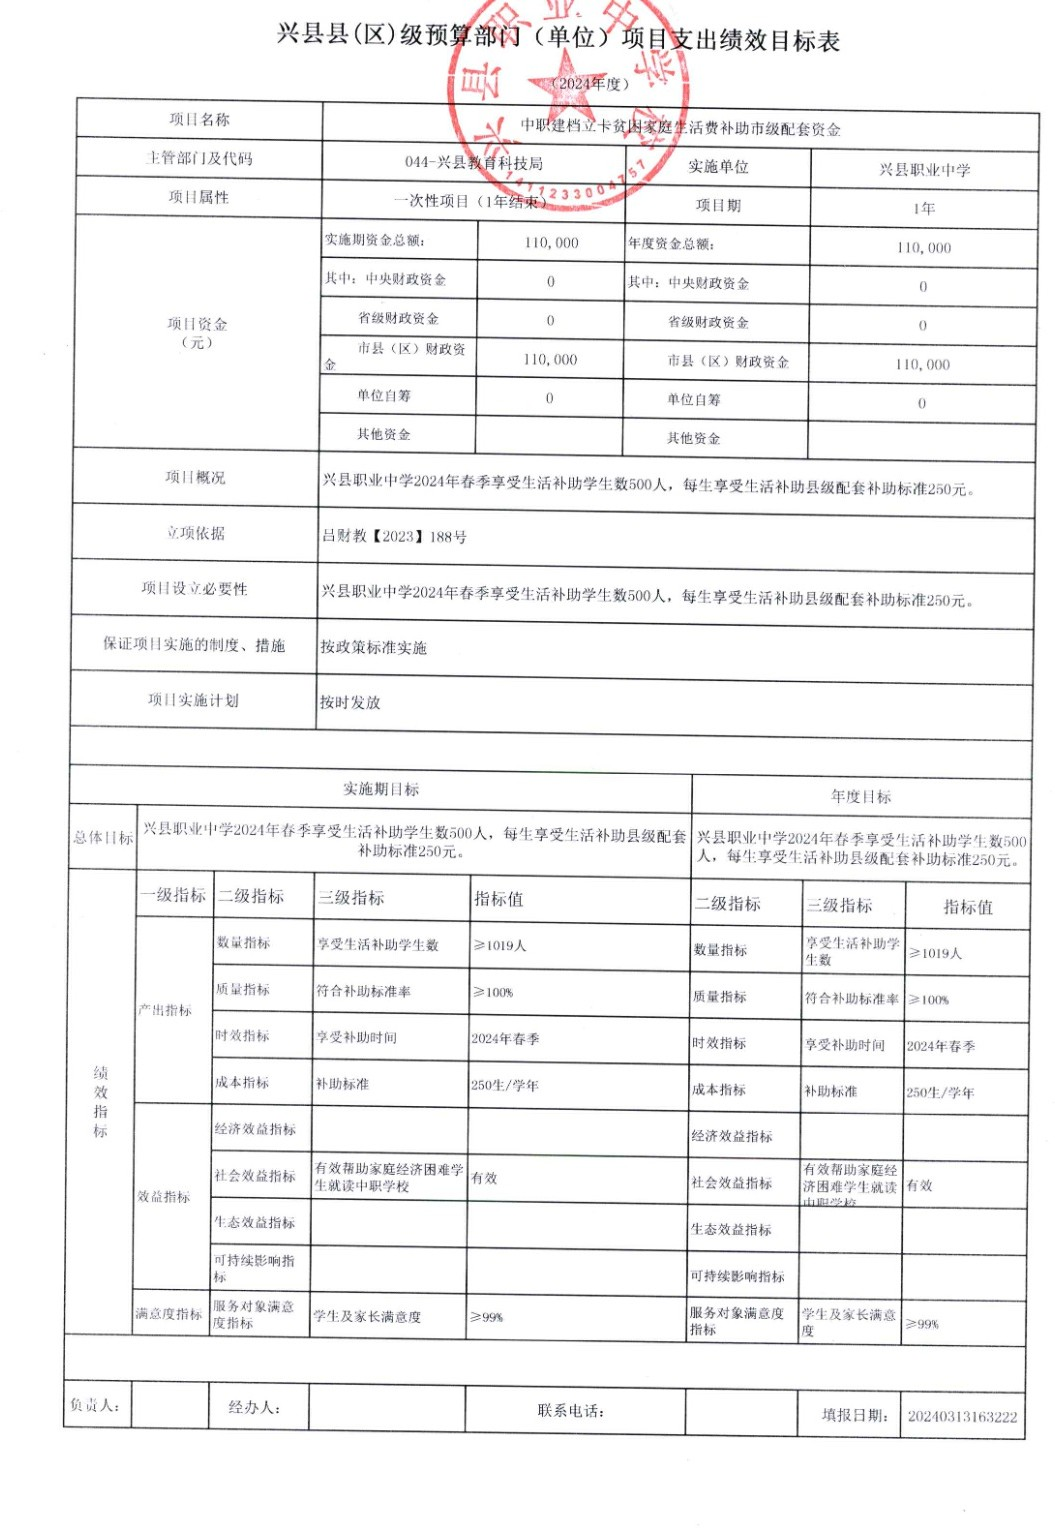 兴县县(区)级预算部门（单位）项目支出绩效目标表
（2024年度）
兴县职业中学校
1411233004757
项目名称 中职建档立卡贫困家庭生活费补助市级配套资金
主管部门及代码 044-兴县教育科技局 实施单位 兴县职业中学
项目属性 一次性项目（1年结束） 项目期 1年
项目资金
（元）
实施期资金总额: 110,000 年度资金总额: 110,000
其中: 中央财政资金 0 其中: 中央财政资金 0
省级财政资金 0 省级财政资金 0
市县（区）财政资
金 110,000 市县（区）财政资金 110,000
单位自筹 0 单位自筹 0
其他资金 其他资金
项目概况 兴县职业中学2024年春季享受生活补助学生数500人，每生享受生活补助县级配套补助标准250元。
立项依据 吕财教【2023】188号
项目设立必要性 兴县职业中学2024年春季享受生活补助学生数500人，每生享受生活补助县级配套补助标准250元。
保证项目实施的制度、措施 按政策标准实施
项目实施计划 按时发放
实施期目标 年度目标
总体目标
兴县职业中学2024年春季享受生活补助学生数500人，每生享受生活补助县级配套
补助标准250元。
兴县职业中学2024年春季享受生活补助学生数500
人，每生享受生活补助县级配套补助标准250元。
绩
效
指
标
一级指标 二级指标 三级指标 指标值 二级指标 三级指标 指标值
产出指标
数量指标 享受生活补助学生数 ≥1019人 数量指标 享受生活补助学
生数 ≥1019人
质量指标 符合补助标准率 ≥100% 质量指标 符合补助标准率 ≥100%
时效指标 享受补助时间 2024年春季 时效指标 享受补助时间 2024年春季
成本指标 补助标准 250生/学年 成本指标 补助标准 250生/学年
效益指标
经济效益指标 经济效益指标
社会效益指标 有效帮助家庭经济困难学
生就读中职学校 有效 社会效益指标 有效帮助家庭经
济困难学生就读
中职学校 有效
生态效益指标 生态效益指标
可持续影响指
标 可持续影响指标
满意度指标 服务对象满意
度指标 学生及家长满意度 ≥99% 服务对象满意度
指标 学生及家长满意
度 ≥99%
负责人: 经办人: 联系电话: 填报日期: 20240313163222